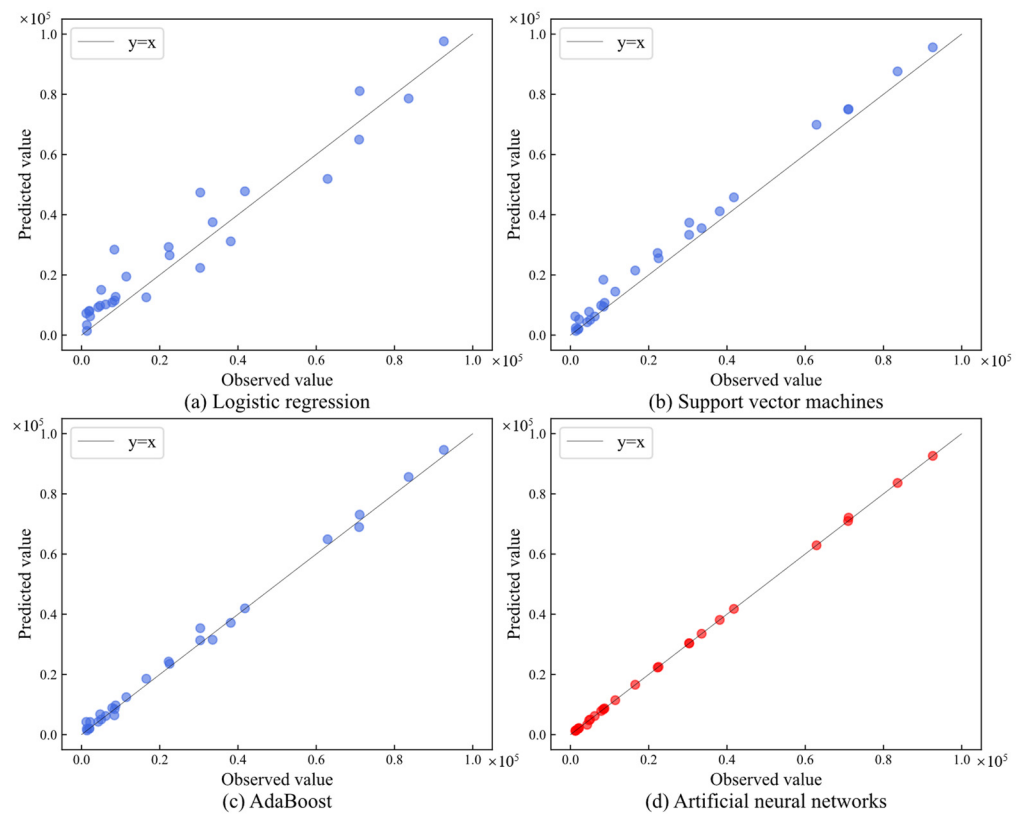 ×10⁵
y=x
1.0
0.8
0.6
0.4
0.2
0.0
Predicted value
0.0 0.2 0.4 0.6 0.8 1.0 ×10⁵
Observed value
(a) Logistic regression
×10⁵
y=x
1.0
0.8
0.6
0.4
0.2
0.0
Predicted value
0.0 0.2 0.4 0.6 0.8 1.0 ×10⁵
Observed value
(b) Support vector machines
×10⁵
y=x
1.0
0.8
0.6
0.4
0.2
0.0
Predicted value
0.0 0.2 0.4 0.6 0.8 1.0 ×10⁵
Observed value
(c) AdaBoost
×10⁵
y=x
1.0
0.8
0.6
0.4
0.2
0.0
Predicted value
0.0 0.2 0.4 0.6 0.8 1.0 ×10⁵
Observed value
(d) Artificial neural networks